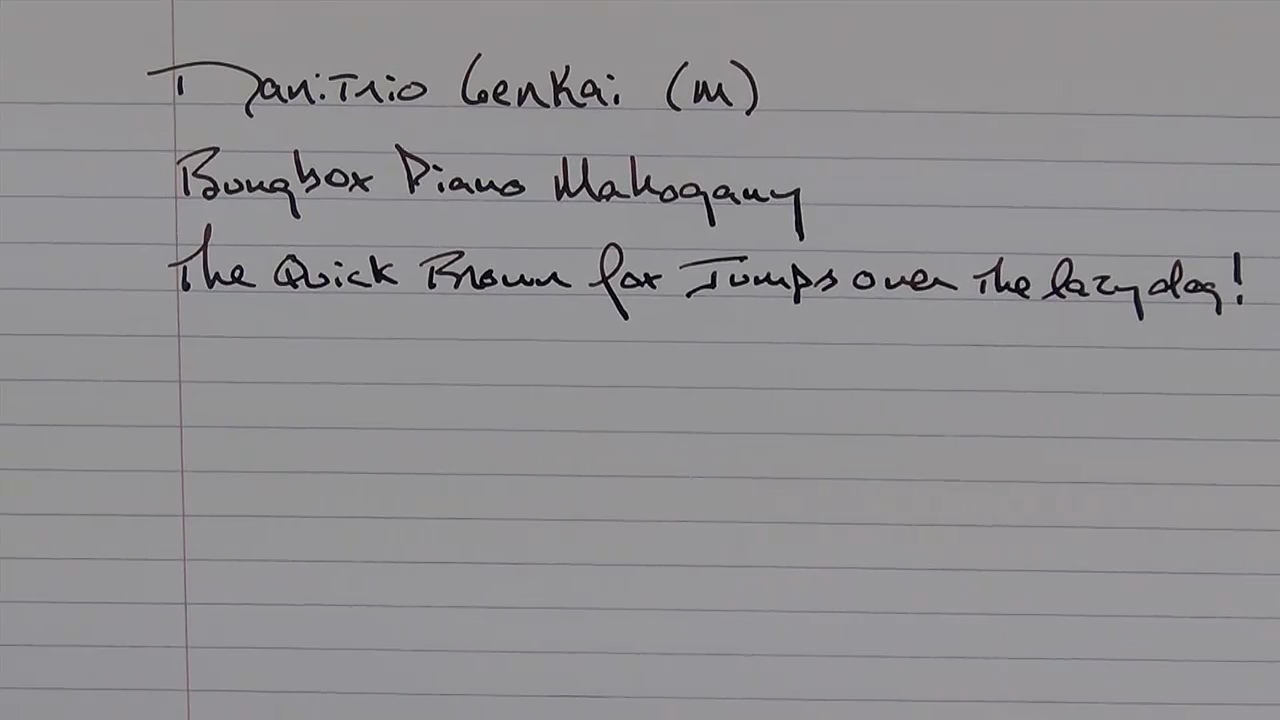 DaniTrio Genkai (M)
Bungbox Piano Mahogany
The Quick Brown fox Jumps over The lazy dog!